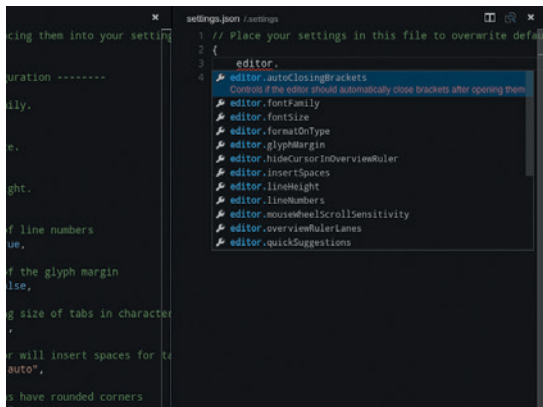 cing them into your setting
uration --------
ily.
e.
ght.
of line numbers
ue,
f the glyph margin
lse,
g size of tabs in character
,
r will insert spaces for ta
auto",
s have rounded corners
settings.json /.settings
1 // Place your settings in this file to overwrite defau
2 {
3 editor.
4
editor.autoClosingBrackets
Controls if the editor should automatically close brackets after opening them
editor.fontFamily
editor.fontSize
editor.formatOnType
editor.glyphMargin
editor.hideCursorInOverviewRuler
editor.insertSpaces
editor.lineHeight
editor.lineNumbers
editor.mouseWheelScrollSensitivity
editor.overviewRulerLanes
editor.quickSuggestions